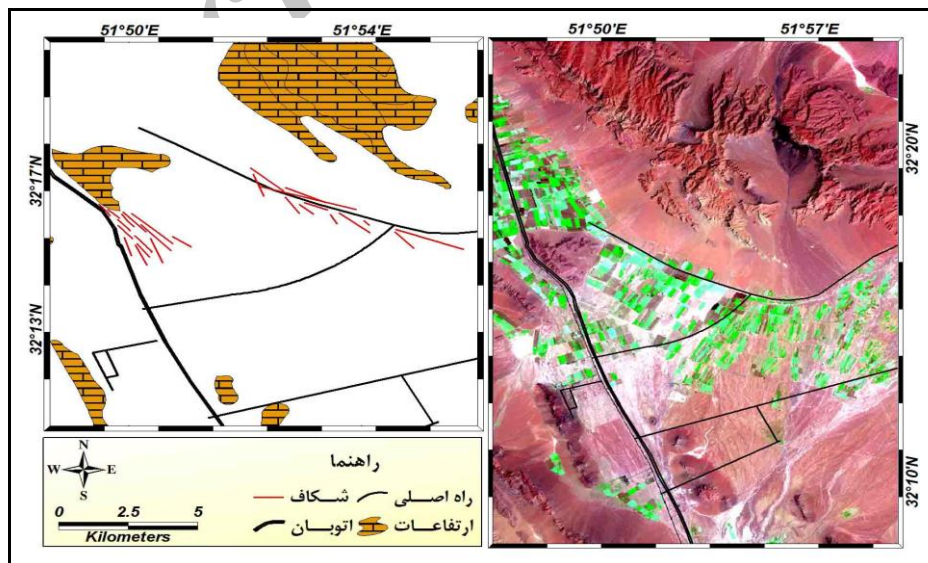 51°50'E 51°54'E
32°17'N
32°13'N
راهنما
راه اصلی شکاف
ارتفاعات اتوبان
N
W E
S
0 2.5 5
Kilometers
51°50'E 51°57'E
32°20'N
32°10'N